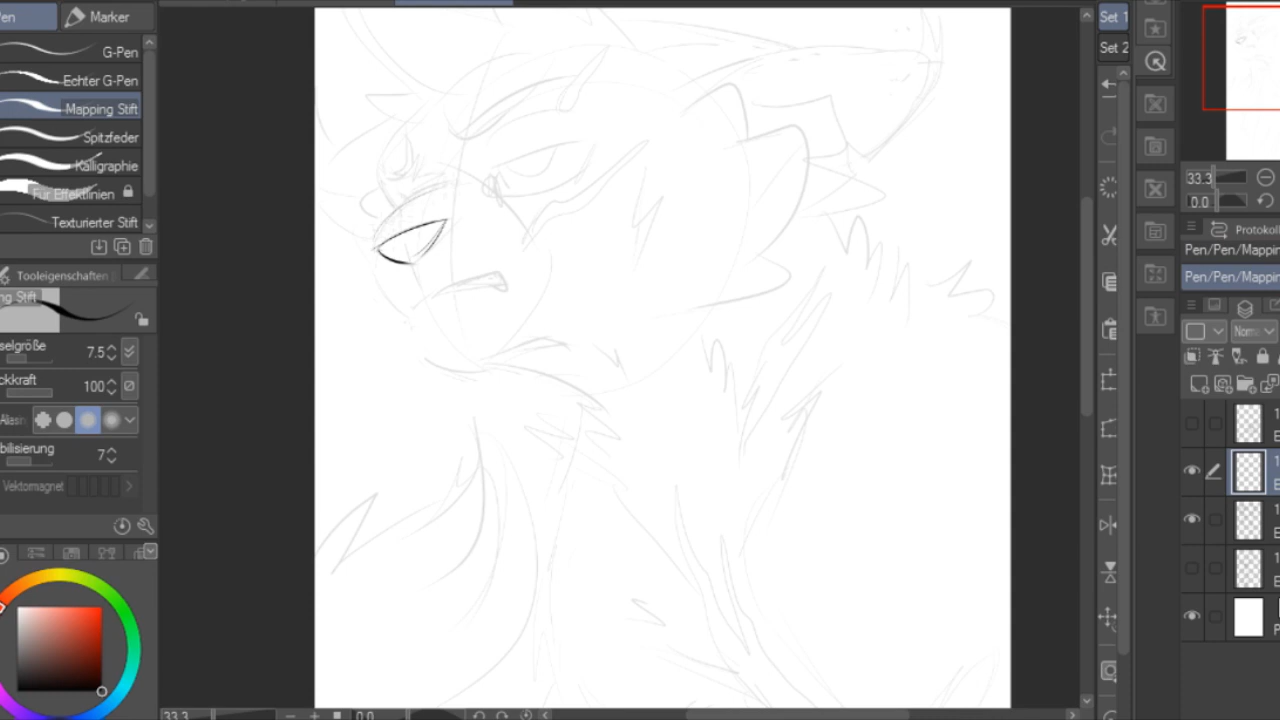 en
Marker
G-Pen
Echter G-Pen
Mapping Stift
Spitzfeder
Kalligraphie
Für Effektlinien
Texturierter Stift
Tooleigenschaften
ng Stift
selgröße 7.5
ckkraft 100
Aliasin
bilisierung 7
Vektormagnet
33.3 0.0
Set 1
Set 2
33.3
0.0
Protokoll
Pen/Pen/Mappin
Pen/Pen/Mappin
Norm